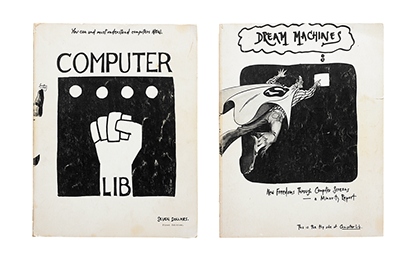 You can and must understand computers NOW.
COMPUTER
LIB
SEVEN DOLLARS.
DREAM MACHINES
New Freedoms Through Computer Screens
— a Minority Report
This is the flip side of Computer Lib.